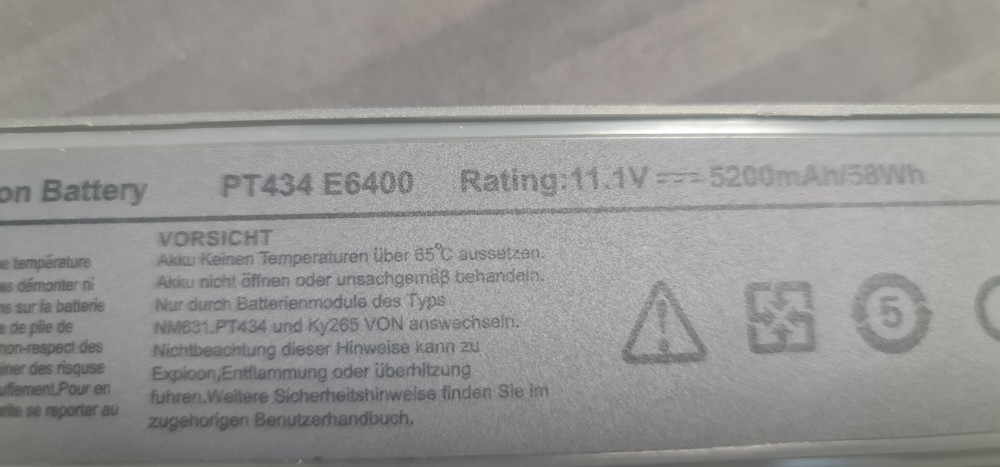 on Battery PT434 E6400 Rating:11.1V 5200mAh/58Wh
température
démonter ni
sur la batterie
de plie de
non-respect des
des risquse
Pour en
se reporter au
VORSICHT
Akku Keinen Temperaturen über 65°C aussetzen.
Akku nicht öffnen oder unsachgemäß behandeln.
Nur durch Batterienmodule des Typs
NM631.PT434 und Ky265 VON answechseln.
Nichtbeachtung dieser Hinweise kann zu
Exploon,Entflammung oder überhitzung
fuhren.Weitere Sicherheitshinweise finden Sie im
zugehorigen Benutzerhandbuch.
5